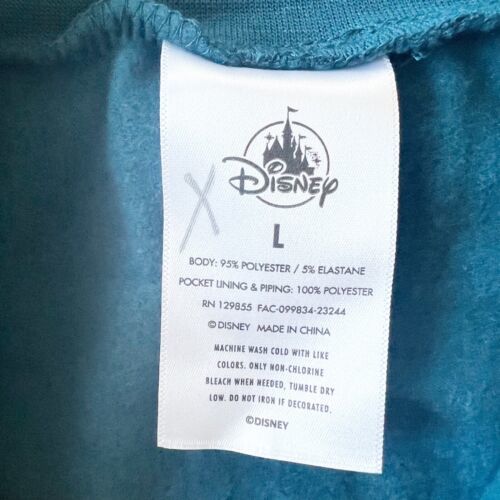 Disney
L
BODY: 95% POLYESTER / 5% ELASTANE
POCKET LINING & PIPING: 100% POLYESTER
RN 129855 FAC-099834-23244
©DISNEY MADE IN CHINA
MACHINE WASH COLD WITH LIKE
COLORS. ONLY NON-CHLORINE
BLEACH WHEN NEEDED, TUMBLE DRY
LOW. DO NOT IRON IF DECORATED.
©DISNEY